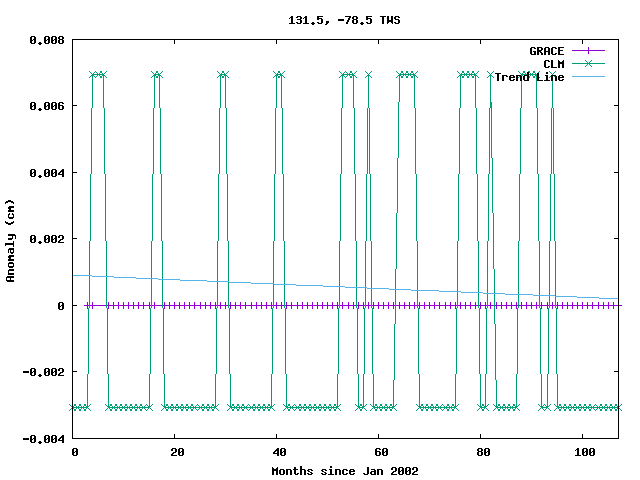 131.5, -78.5 TWS
GRACE
CLM
Trend Line
0.008
0.006
0.004
0.002
0
-0.002
-0.004
Anomaly (cm)
0 20 40 60 80 100
Months since Jan 2002